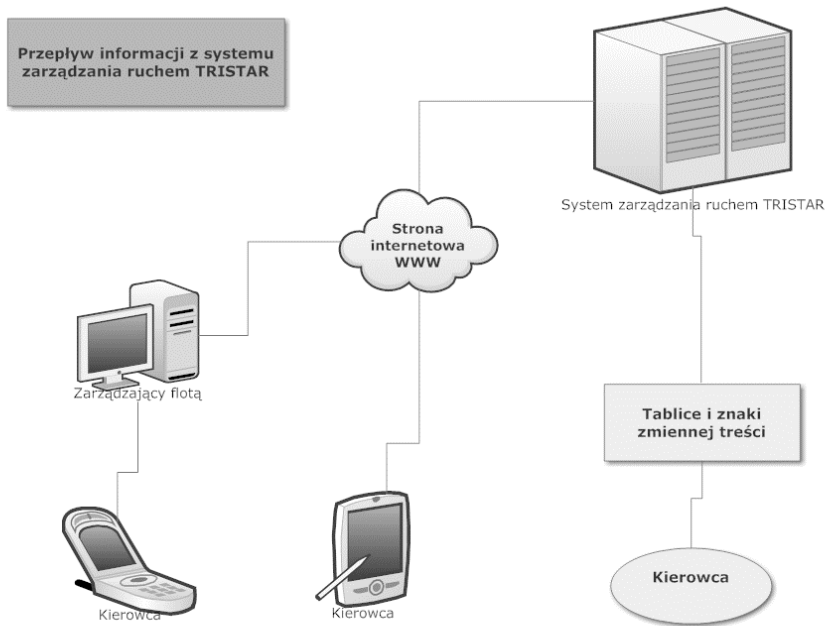 Przepływ informacji z systemu
zarządzania ruchem TRISTAR
System zarządzania ruchem TRISTAR
Strona
internetowa
WWW
Zarządzający flotą
Tablice i znaki
zmiennej treści
Kierowca
Kierowca
Kierowca